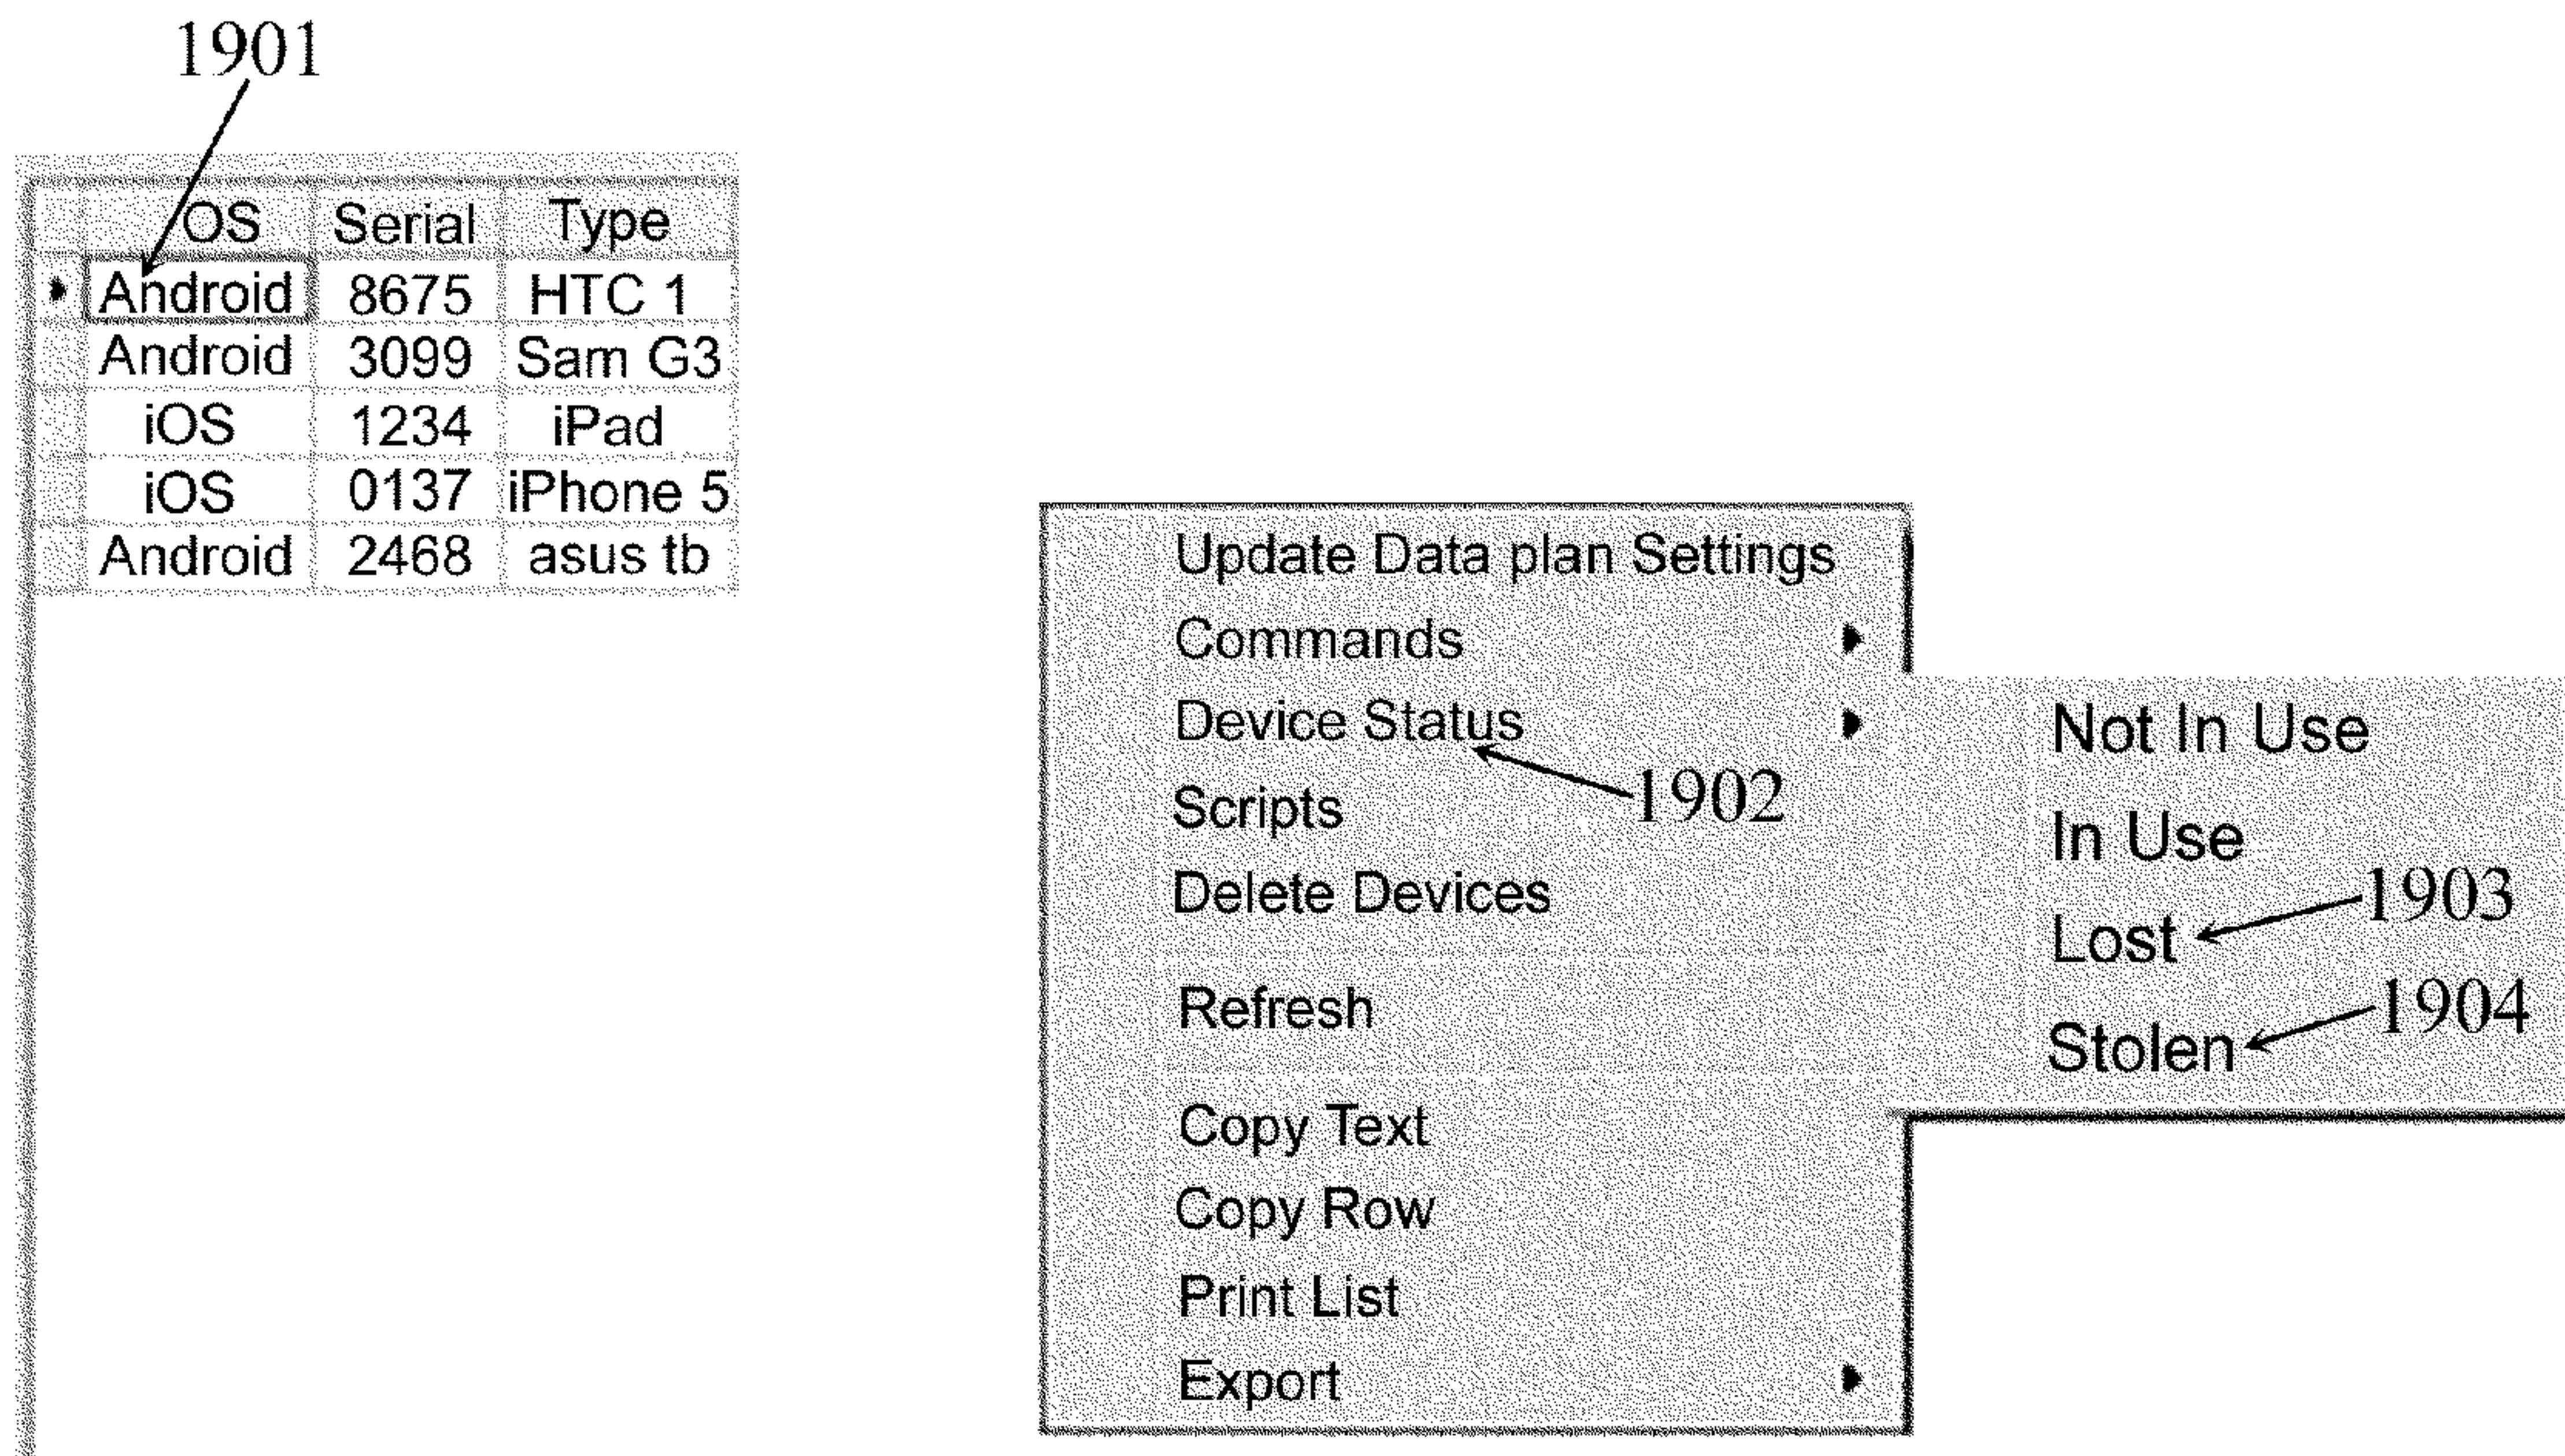 1901
OS Serial Type
Android 8675 HTC 1
Android 3099 Sam G3
iOS 1234 iPad
iOS 0137 iPhone 5
Android 2468 asus tb
Update Data plan Settings
Commands
Device Status
1902
Scripts
Delete Devices
Refresh
Copy Text
Copy Row
Print List
Export
Not In Use
In Use
1903
Lost
1904
Stolen